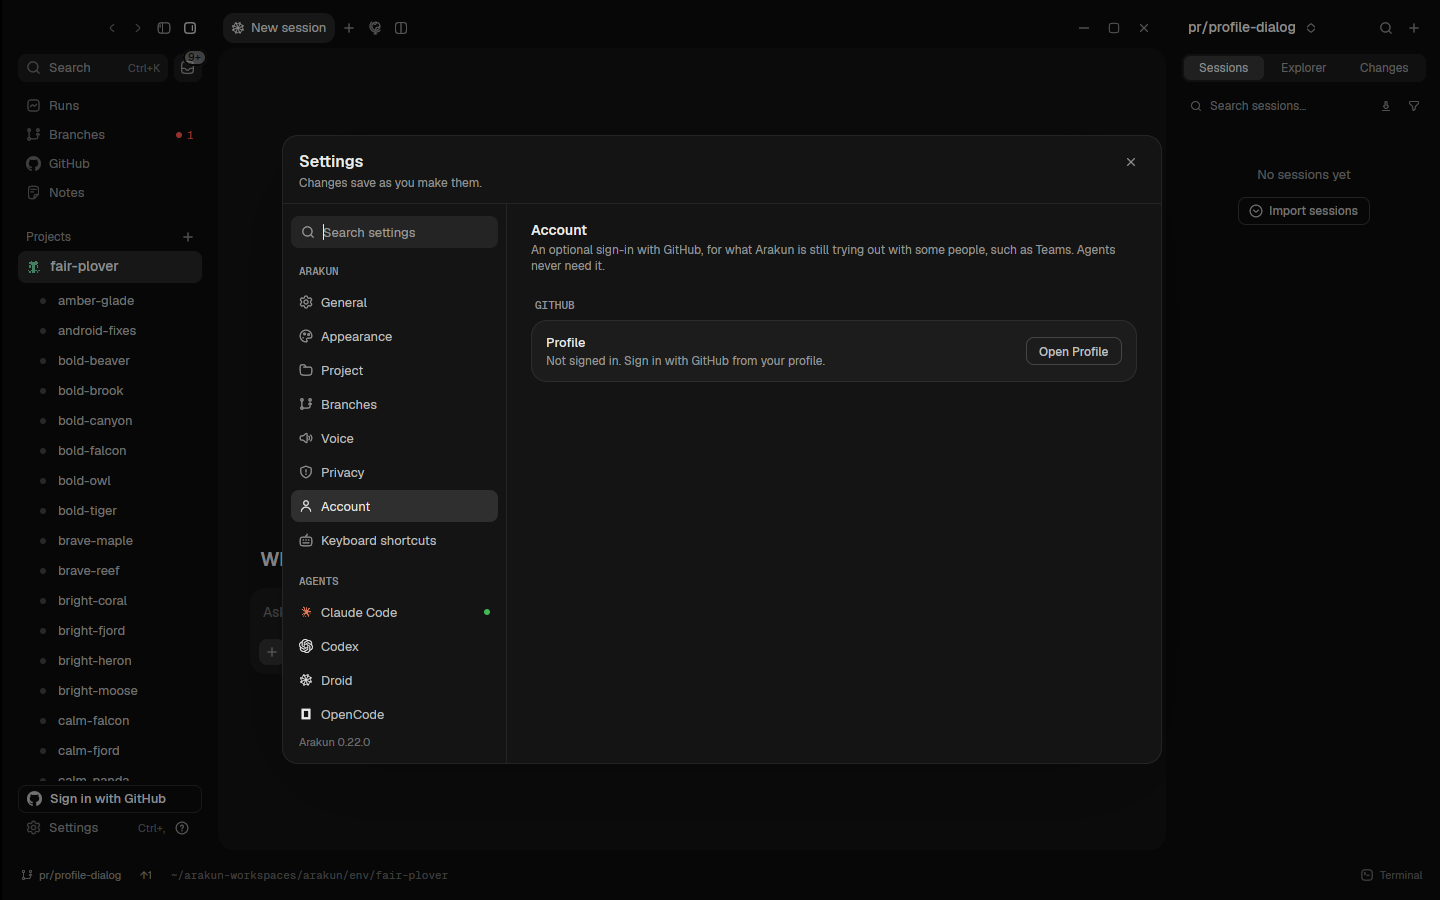 New session
pr/profile-dialog
Search Ctrl+K
9+
Runs
Branches 1
GitHub
Notes
Projects
fair-plover
amber-glade
android-fixes
bold-beaver
bold-brook
bold-canyon
bold-falcon
bold-owl
bold-tiger
brave-maple
brave-reef
bright-coral
bright-fjord
bright-heron
bright-moose
calm-falcon
calm-fjord
calm-panda
Sign in with GitHub
Settings Ctrl+,
Settings
Changes save as you make them.
Search settings
ARAKUN
General
Appearance
Project
Branches
Voice
Privacy
Account
Keyboard shortcuts
AGENTS
Claude Code
Codex
Droid
OpenCode
Arakun 0.22.0
Account
An optional sign-in with GitHub, for what Arakun is still trying out with some people, such as Teams. Agents
never need it.
GITHUB
Profile
Not signed in. Sign in with GitHub from your profile.
Open Profile
Sessions Explorer Changes
Search sessions...
No sessions yet
Import sessions
pr/profile-dialog ↑1 ~/arakun-workspaces/arakun/env/fair-plover
Terminal